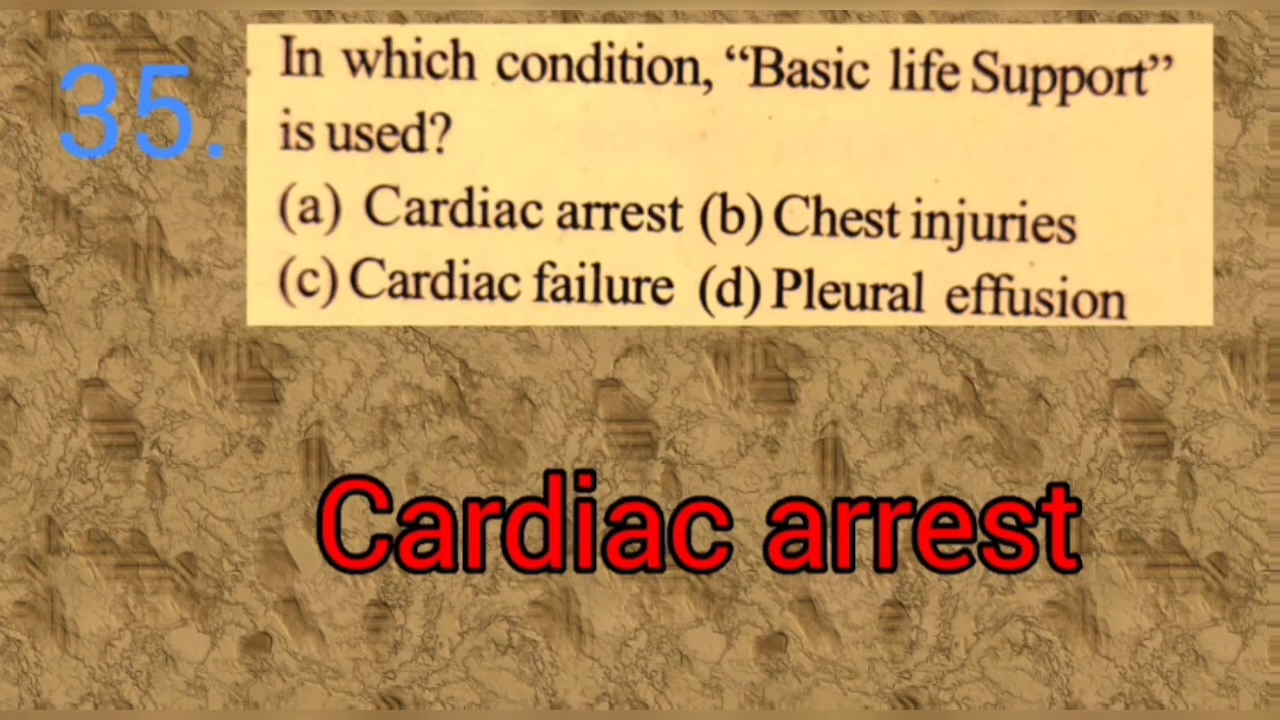 35.
In which condition, “Basic life Support”
is used?
(a) Cardiac arrest (b) Chest injuries
(c) Cardiac failure (d) Pleural effusion
Cardiac arrest